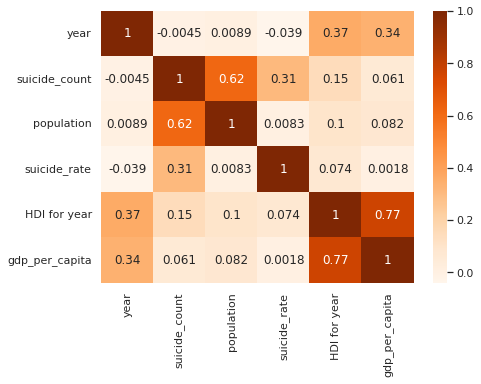 year 1 -0.0045 0.0089 -0.039 0.37 0.34
suicide_count -0.0045 1 0.62 0.31 0.15 0.061
population 0.0089 0.62 1 0.0083 0.1 0.082
suicide_rate -0.039 0.31 0.0083 1 0.074 0.0018
HDI for year 0.37 0.15 0.1 0.074 1 0.77
gdp_per_capita 0.34 0.061 0.082 0.0018 0.77 1
year suicide_count population suicide_rate HDI for year gdp_per_capita
1.0
0.8
0.6
0.4
0.2
0.0